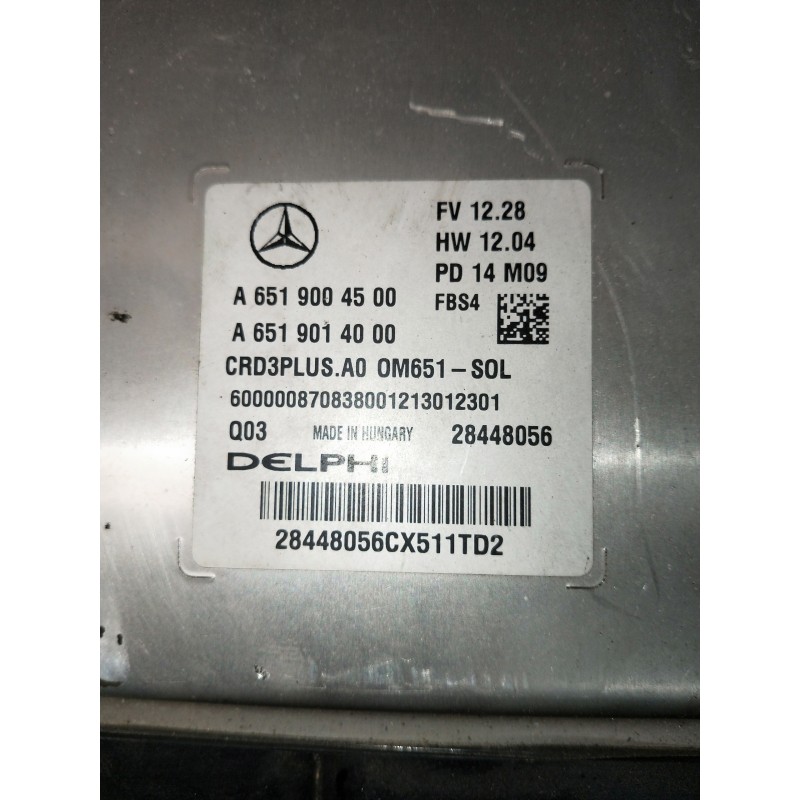 FV 12.28
HW 12.04
PD 14 M09
A 651 900 45 00
FBS4
A 651 901 40 00
CRD3PLUS.A0 OM651-SOL
600000870838001213012301
Q03 MADE IN HUNGARY 28448056
DELPHI
28448056CX511TD2